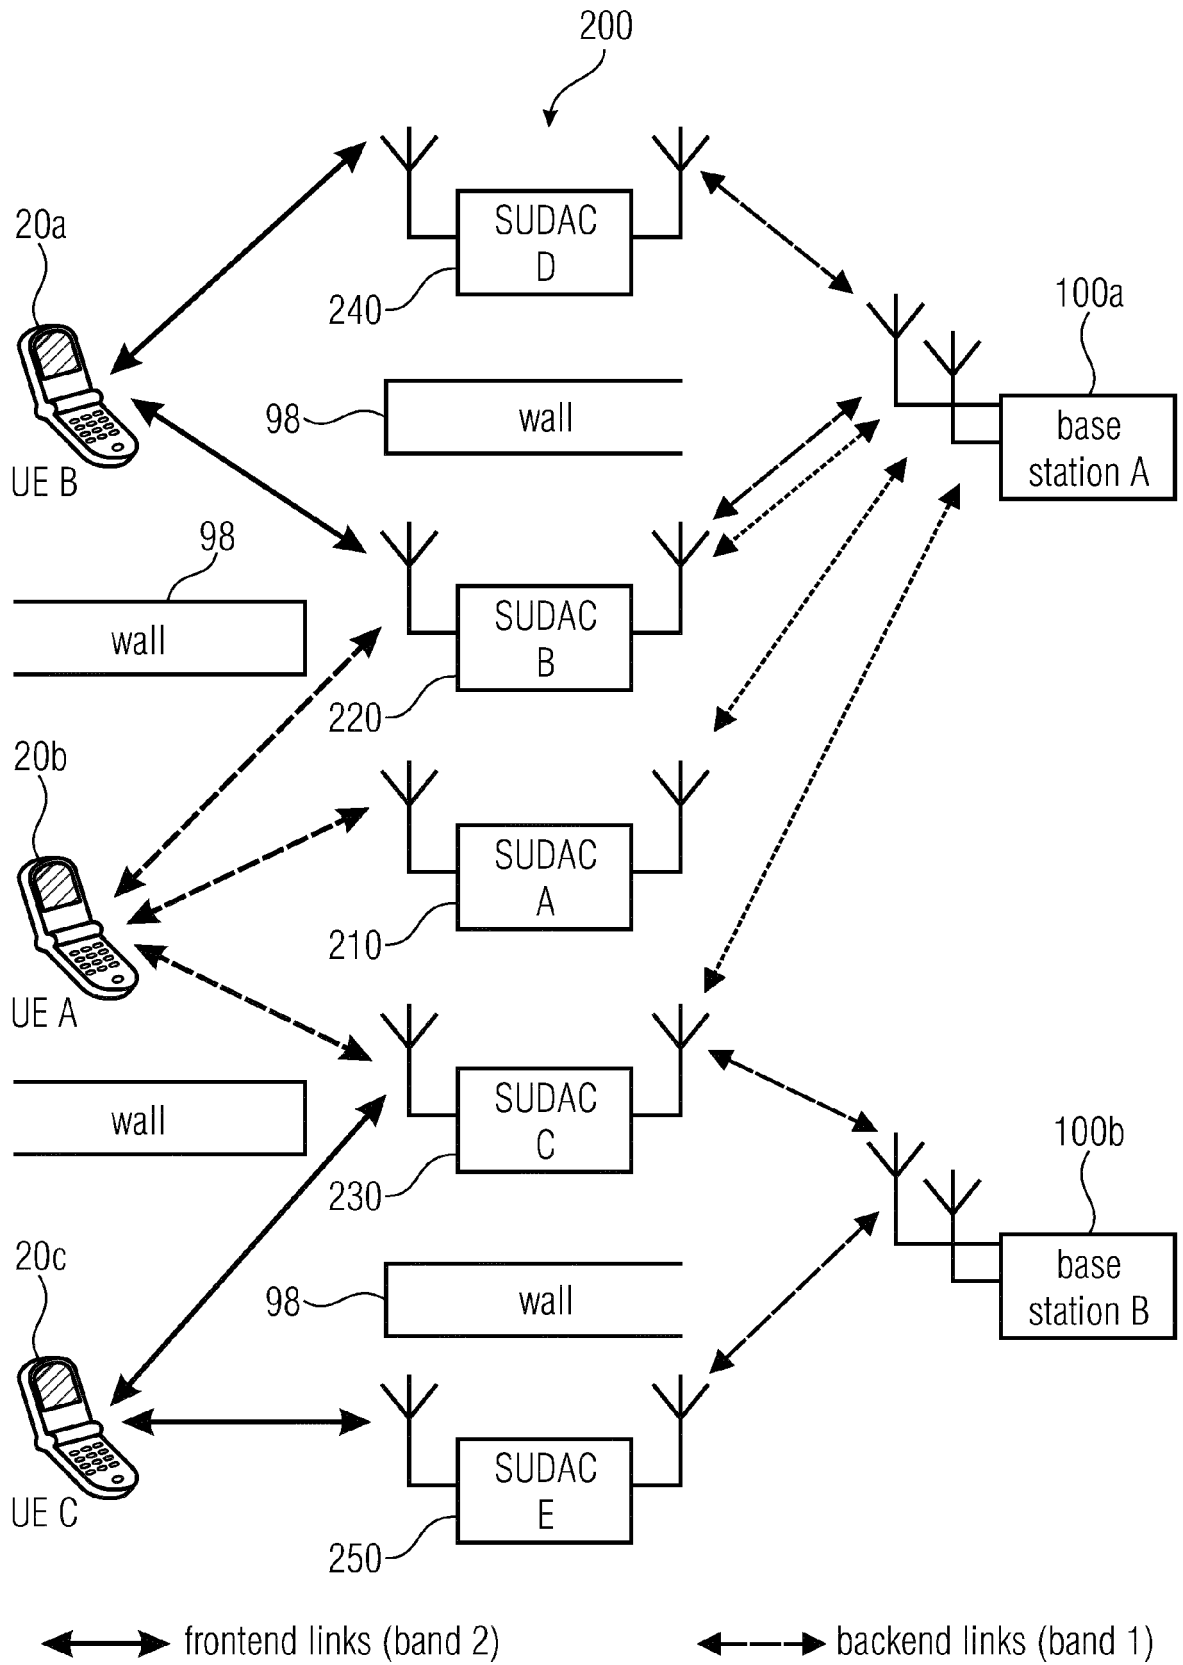 200
20a
SUDAC
D
240
100a
98
wall
base
station A
UE B
98
wall
SUDAC
B
220
20b
SUDAC
A
210
UE A
wall
SUDAC
C
230
100b
20c
98
wall
base
station B
SUDAC
E
UE C
250
frontend links (band 2)
backend links (band 1)